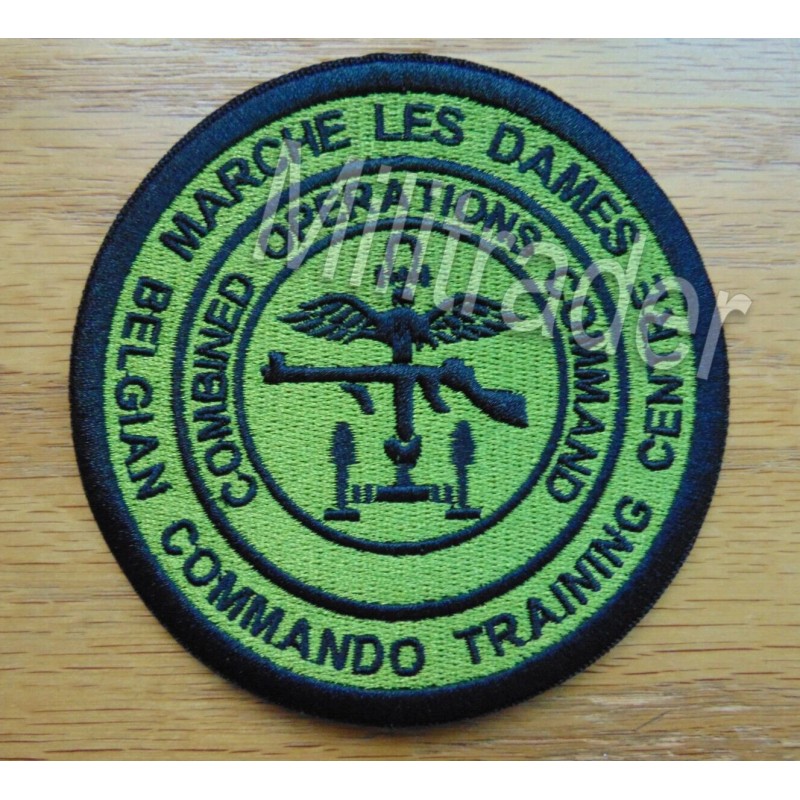 MARCHE LES DAMES
BELGIAN COMMANDO TRAINING CENTRE
COMBINED OPERATIONS COMMAND
Militrader